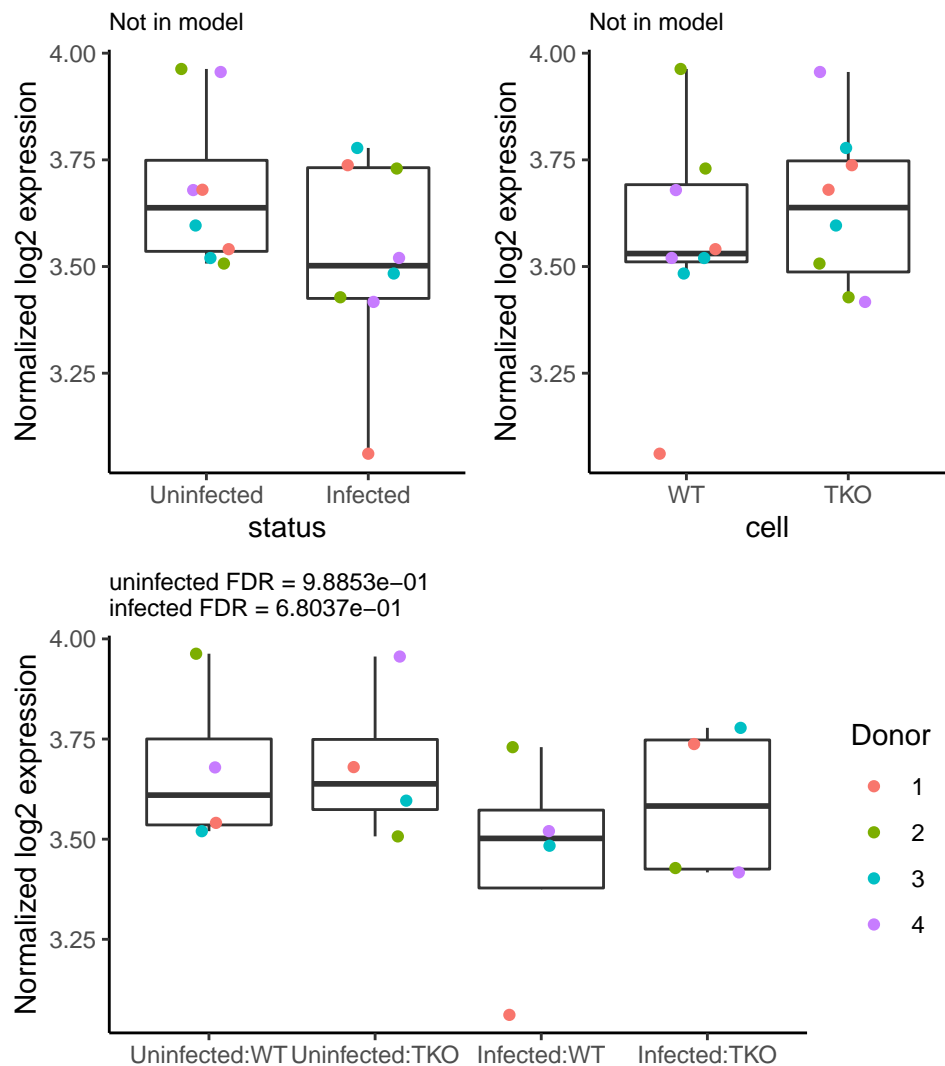 Not in model
4.00
3.75
3.50
3.25
Normalized log2 expression
Uninfected Infected
status
Not in model
4.00
3.75
3.50
3.25
Normalized log2 expression
WT TKO
cell
uninfected FDR = 9.8853e−01
infected FDR = 6.8037e−01
4.00
3.75
3.50
3.25
Normalized log2 expression
Uninfected:WT Uninfected:TKO Infected:WT Infected:TKO
Donor
1
2
3
4